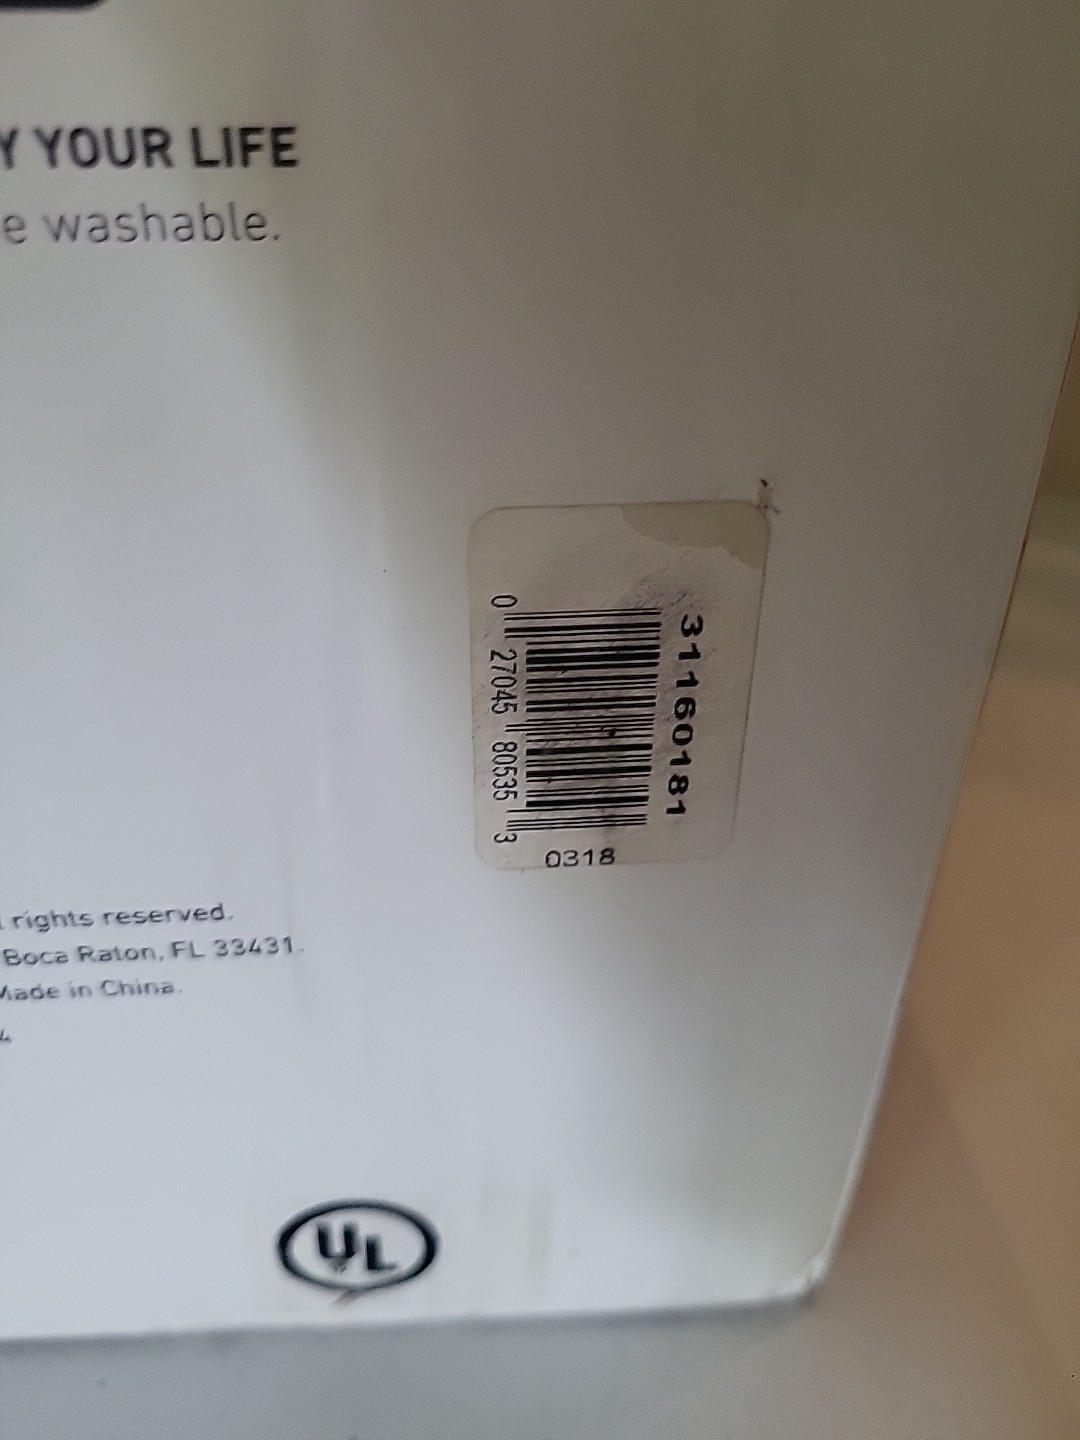 Y YOUR LIFE
e washable.
31160181
0 27045 80535 3
0318
rights reserved.
Boca Raton, FL 33431.
Made in China.
UL